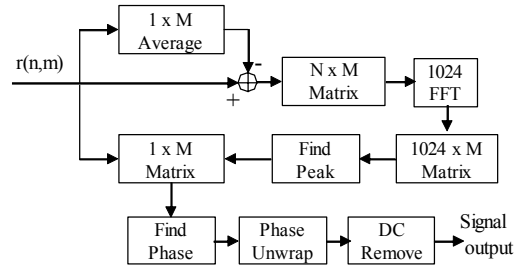 1 x M
Average
r(n,m)
-
+
N x M
Matrix
1024
FFT
1 x M
Matrix
Find
Peak
1024 x M
Matrix
Find
Phase
Phase
Unwrap
DC
Remove
Signal
output